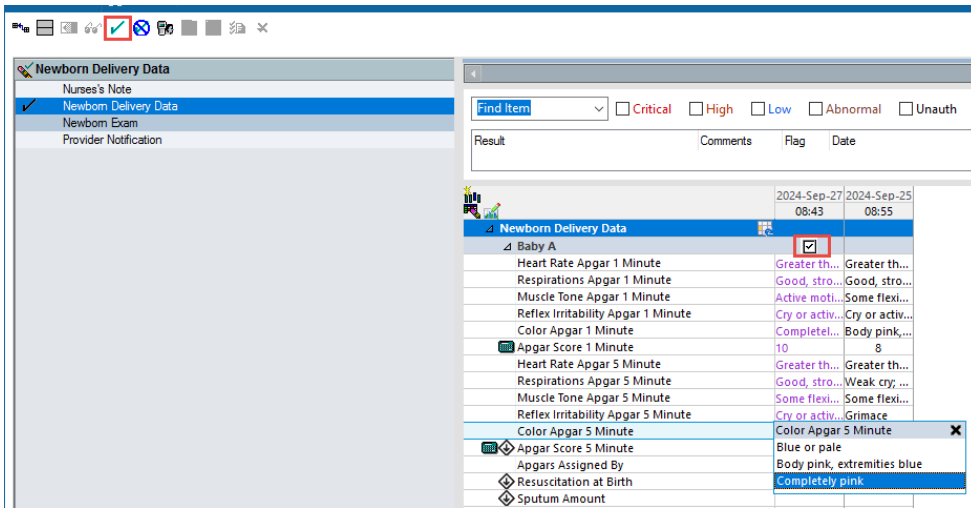 Newborn Delivery Data
Nurses's Note
Newborn Delivery Data
Newborn Exam
Provider Notification
Find Item Critical High Low Abnormal Unauth
Result Comments Flag Date
2024-Sep-27 2024-Sep-25
08:43 08:55
Newborn Delivery Data
Baby A
Heart Rate Apgar 1 Minute Greater th... Greater th...
Respirations Apgar 1 Minute Good, stro... Good, stro...
Muscle Tone Apgar 1 Minute Active moti... Some flexi...
Reflex Irritability Apgar 1 Minute Cry or activ... Cry or activ...
Color Apgar 1 Minute Completel... Body pink,...
Apgar Score 1 Minute 10 8
Heart Rate Apgar 5 Minute Greater th... Greater th...
Respirations Apgar 5 Minute Good, stro... Weak cry; ...
Muscle Tone Apgar 5 Minute Some flexi... Some flexi...
Reflex Irritability Apgar 5 Minute Cry or activ... Grimace
Color Apgar 5 Minute Color Apgar 5 Minute
Apgar Score 5 Minute Blue or pale
Apgars Assigned By Body pink, extremities blue
Resuscitation at Birth Completely pink
Sputum Amount